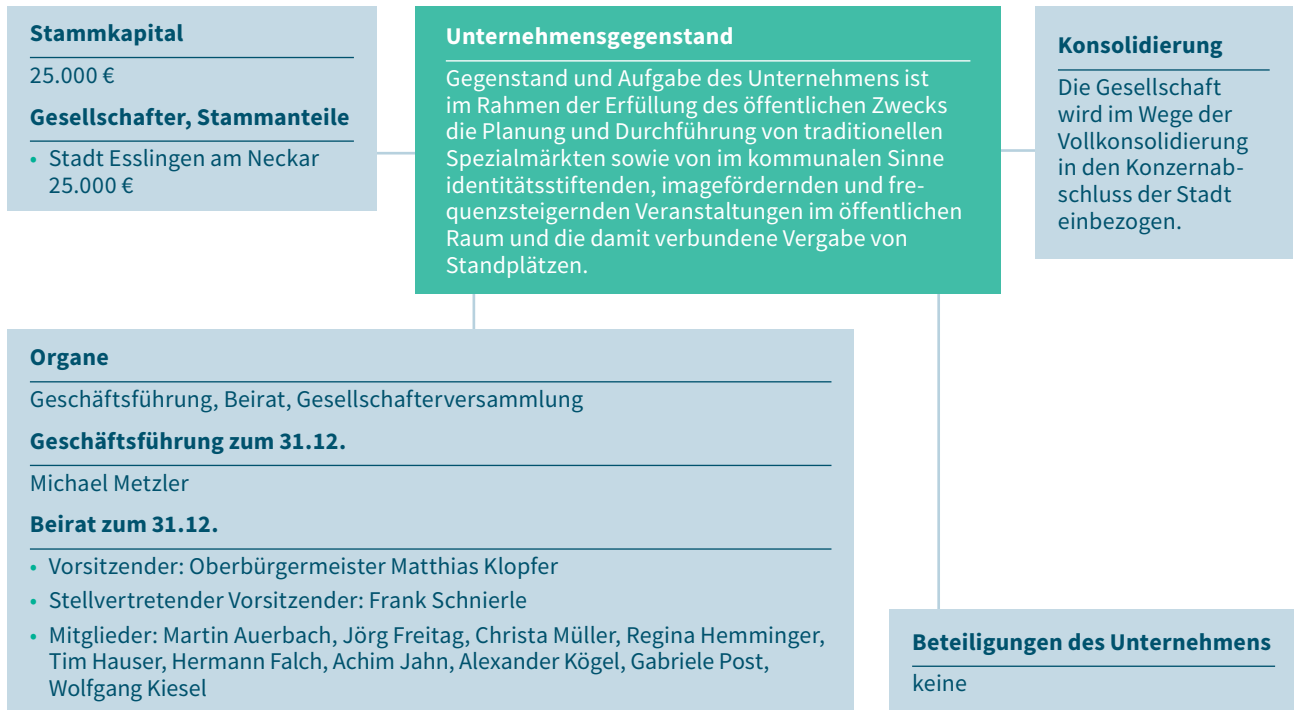 Stammkapital
25.000 €
Gesellschafter, Stammanteile
• Stadt Esslingen am Neckar
25.000 €
Unternehmensgegenstand
Gegenstand und Aufgabe des Unternehmens ist
im Rahmen der Erfüllung des öffentlichen Zwecks
die Planung und Durchführung von traditionellen
Spezialmärkten sowie von im kommunalen Sinne
identitätsstiftenden, imagefördernden und fre-
quenzsteigernden Veranstaltungen im öffentlichen
Raum und die damit verbundene Vergabe von
Standplätzen.
Konsolidierung
Die Gesellschaft
wird im Wege der
Vollkonsolidierung
in den Konzernab-
schluss der Stadt
einbezogen.
Organe
Geschäftsführung, Beirat, Gesellschafterversammlung
Geschäftsführung zum 31.12.
Michael Metzler
Beirat zum 31.12.
• Vorsitzender: Oberbürgermeister Matthias Klopfer
• Stellvertretender Vorsitzender: Frank Schnierle
• Mitglieder: Martin Auerbach, Jörg Freitag, Christa Müller, Regina Hemminger,
Tim Hauser, Hermann Falch, Achim Jahn, Alexander Kögel, Gabriele Post,
Wolfgang Kiesel
Beteiligungen des Unternehmens
keine